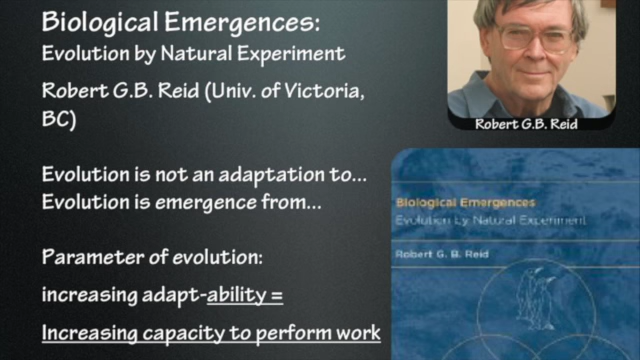 Biological Emergences:
Evolution by Natural Experiment
Robert G.B. Reid (Univ. of Victoria,
BC)
Robert G.B. Reid
Evolution is not an adaptation to...
Evolution is emergence from...
Parameter of evolution:
increasing adapt-ability =
Increasing capacity to perform work
Biological Emergences
Evolution by Natural Experiment
Robert G. B. Reid